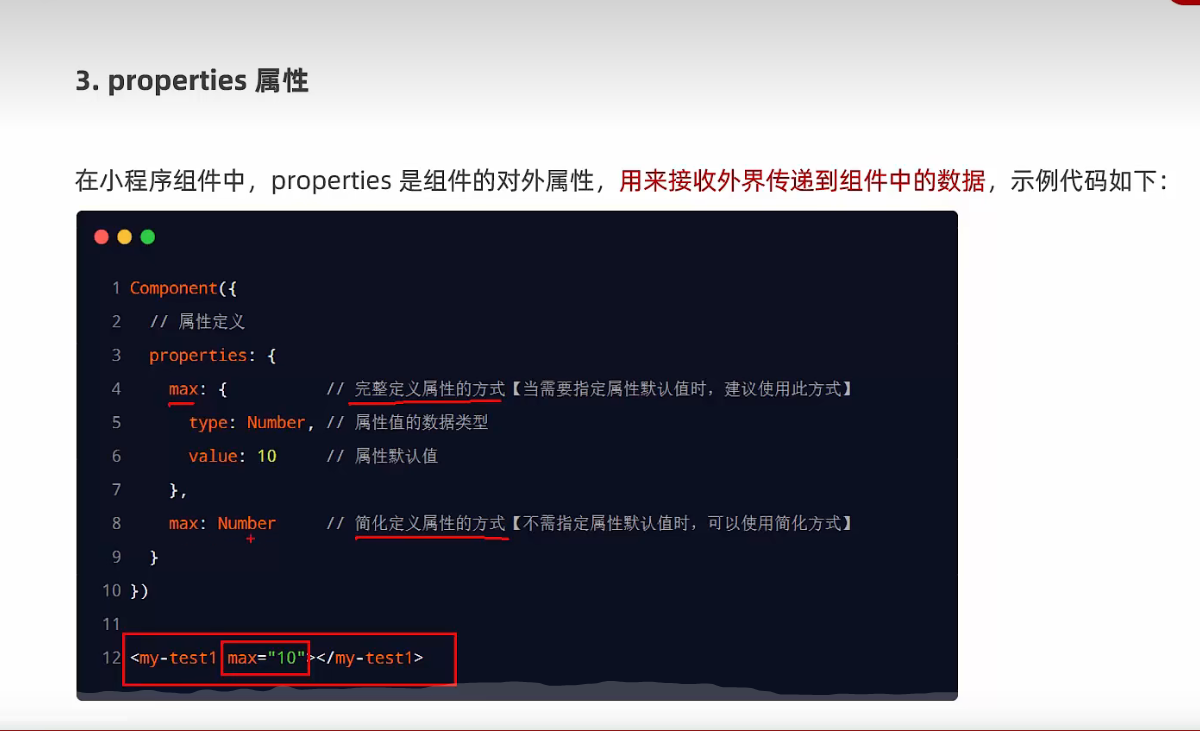 3. properties 属性
在小程序组件中，properties 是组件的对外属性，用来接收外界传递到组件中的数据，示例代码如下：
1 Component({
2 // 属性定义
3 properties: {
4 max: { // 完整定义属性的方式【当需要指定属性默认值时，建议使用此方式】
5 type: Number, // 属性值的数据类型
6 value: 10 // 属性默认值
7 },
8 max: Number // 简化定义属性的方式【不需指定属性默认值时，可以使用简化方式】
9 }
10 })
11
12 <my-test1 max="10"></my-test1>